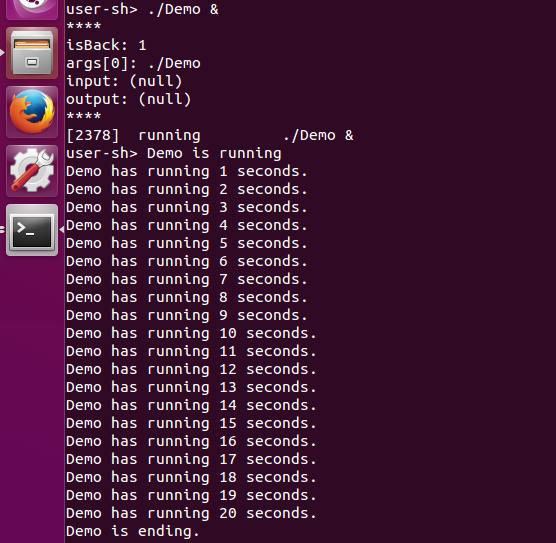 user-sh> ./Demo &
****
isBack: 1
args[0]: ./Demo
input: (null)
output: (null)
****
[2378]  running         ./Demo &
user-sh> Demo is running
Demo has running 1 seconds.
Demo has running 2 seconds.
Demo has running 3 seconds.
Demo has running 4 seconds.
Demo has running 5 seconds.
Demo has running 6 seconds.
Demo has running 7 seconds.
Demo has running 8 seconds.
Demo has running 9 seconds.
Demo has running 10 seconds.
Demo has running 11 seconds.
Demo has running 12 seconds.
Demo has running 13 seconds.
Demo has running 14 seconds.
Demo has running 15 seconds.
Demo has running 16 seconds.
Demo has running 17 seconds.
Demo has running 18 seconds.
Demo has running 19 seconds.
Demo has running 20 seconds.
Demo is ending.